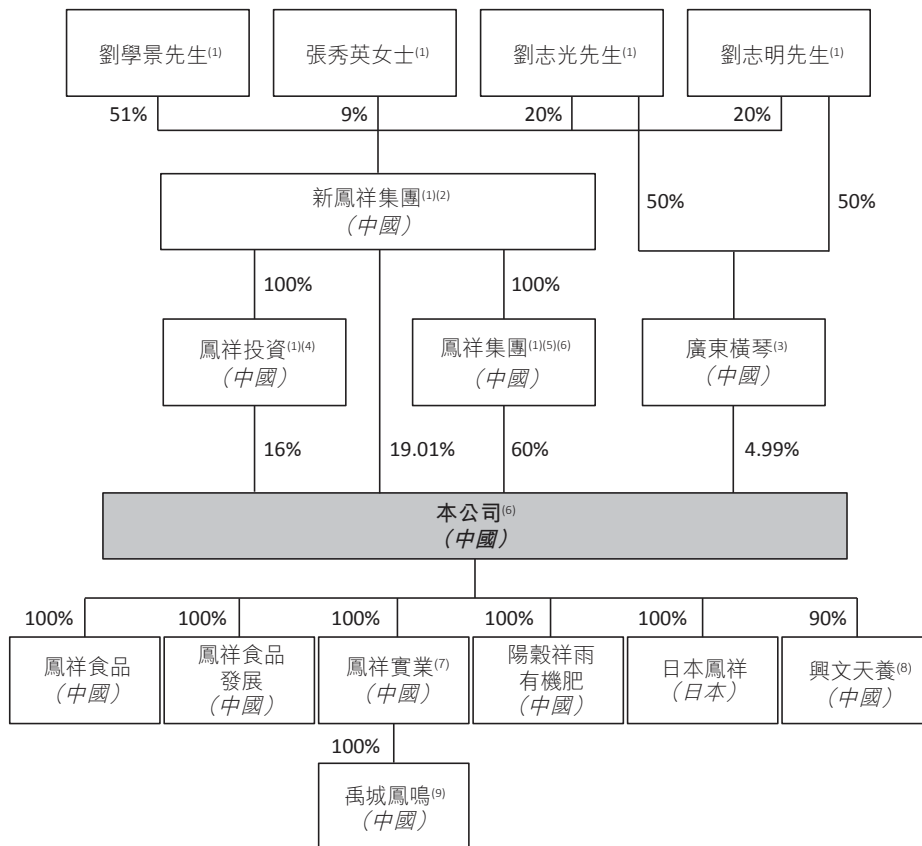 劉學景先生(1)
張秀英女士(1)
劉志光先生(1)
劉志明先生(1)
51%
9%
20%
20%
新鳳祥集團(1)(2)
（中國）
50%
50%
100%
100%
鳳祥投資(1)(4)
（中國）
鳳祥集團(1)(5)(6)
（中國）
廣東橫琴(3)
（中國）
16%
19.01%
60%
4.99%
本公司(6)
（中國）
100%
100%
100%
100%
100%
90%
鳳祥食品
（中國）
鳳祥食品
發展
（中國）
鳳祥實業(7)
（中國）
陽穀祥雨
有機肥
（中國）
日本鳳祥
（日本）
興文天養(8)
（中國）
100%
禹城鳳鳴(9)
（中國）